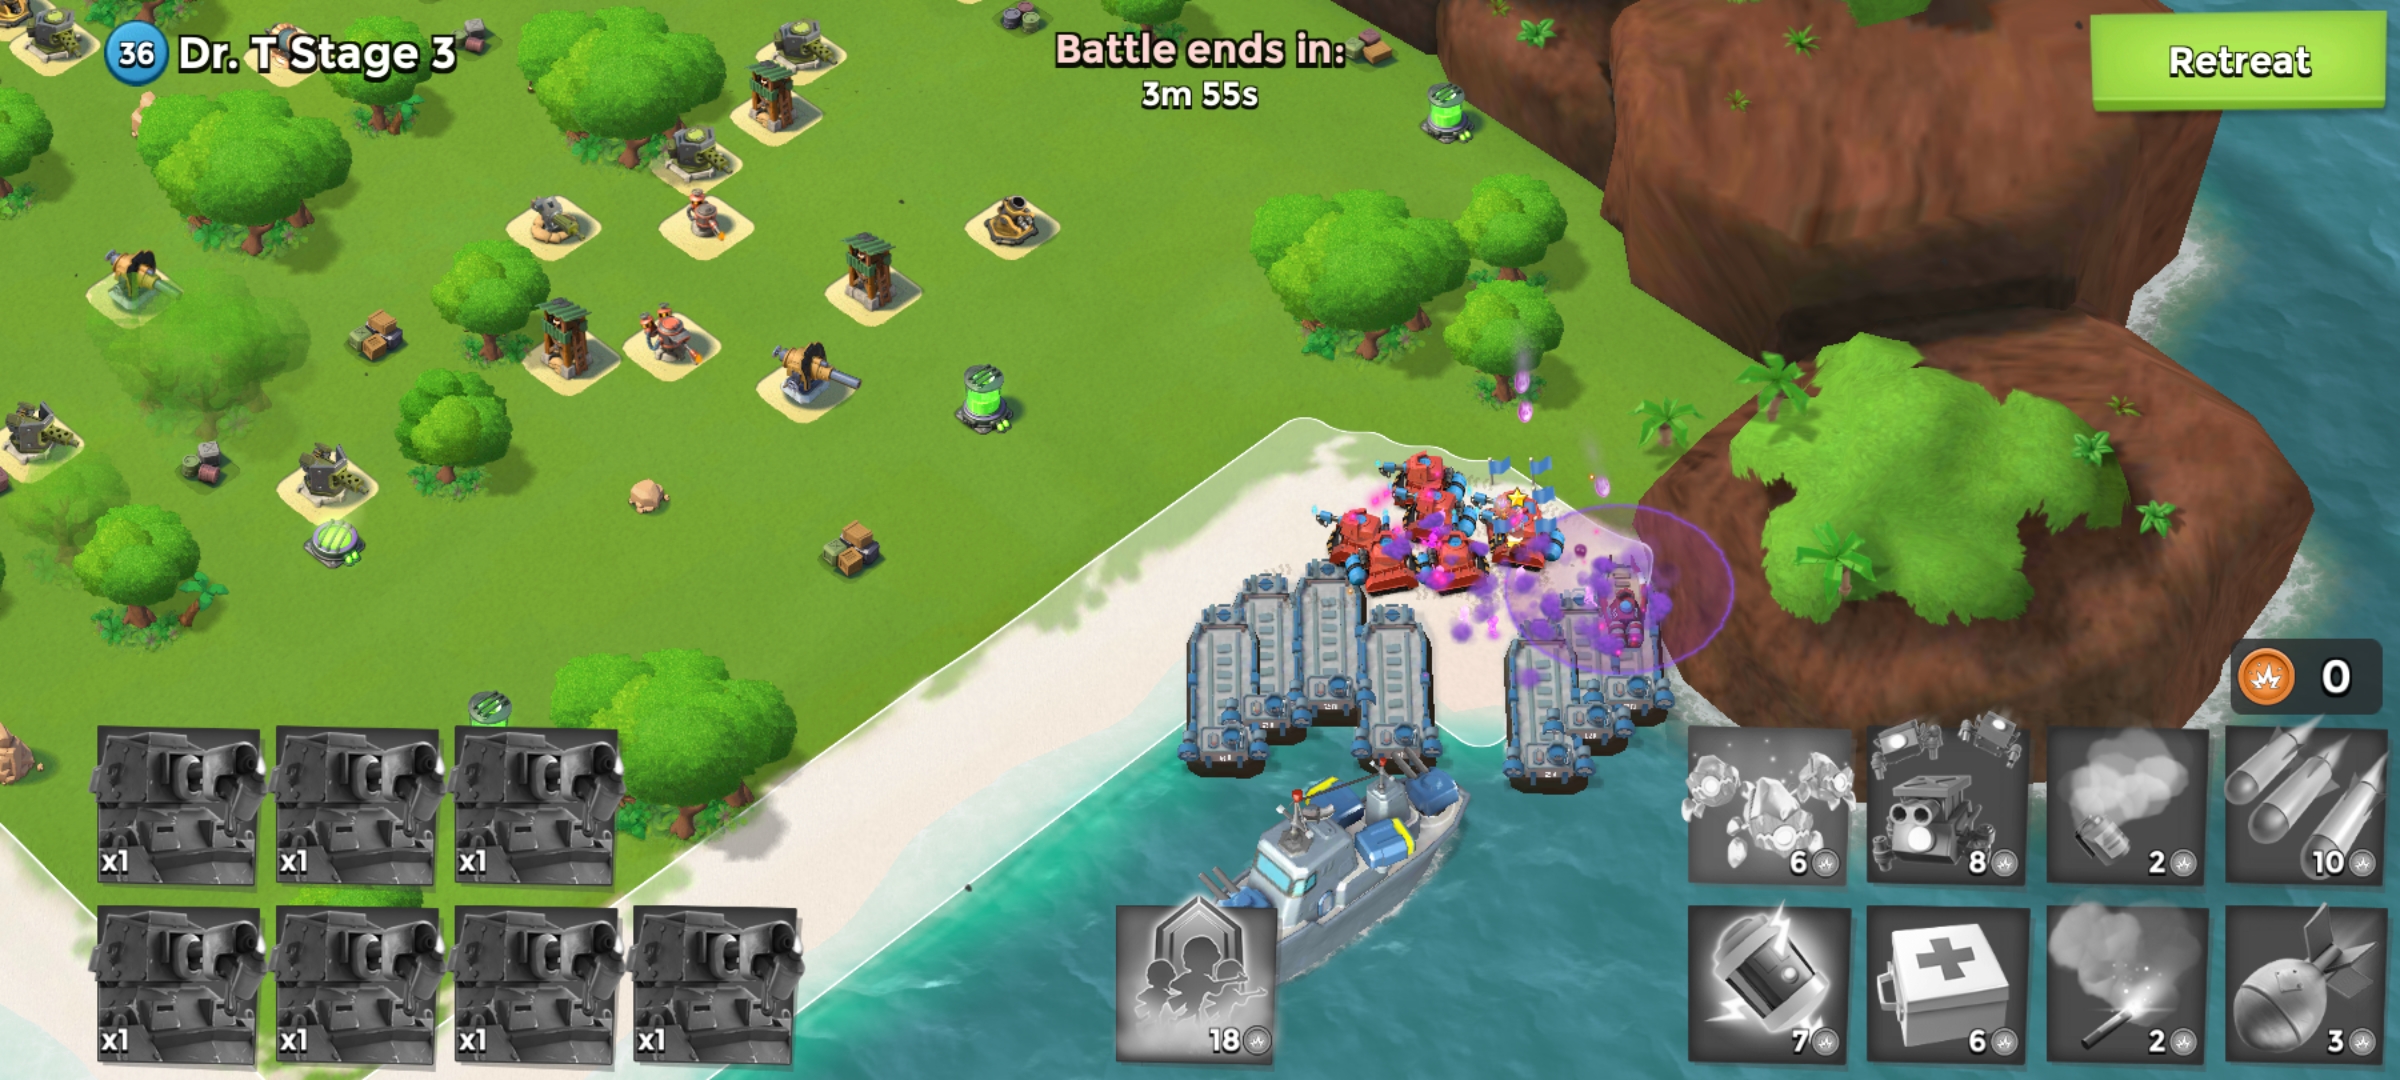 36 Dr. T Stage 3
Battle ends in:
3m 55s
Retreat
0
x1 x1 x1
6 8 2 10
x1 x1 x1 x1
18
7 6 2 3